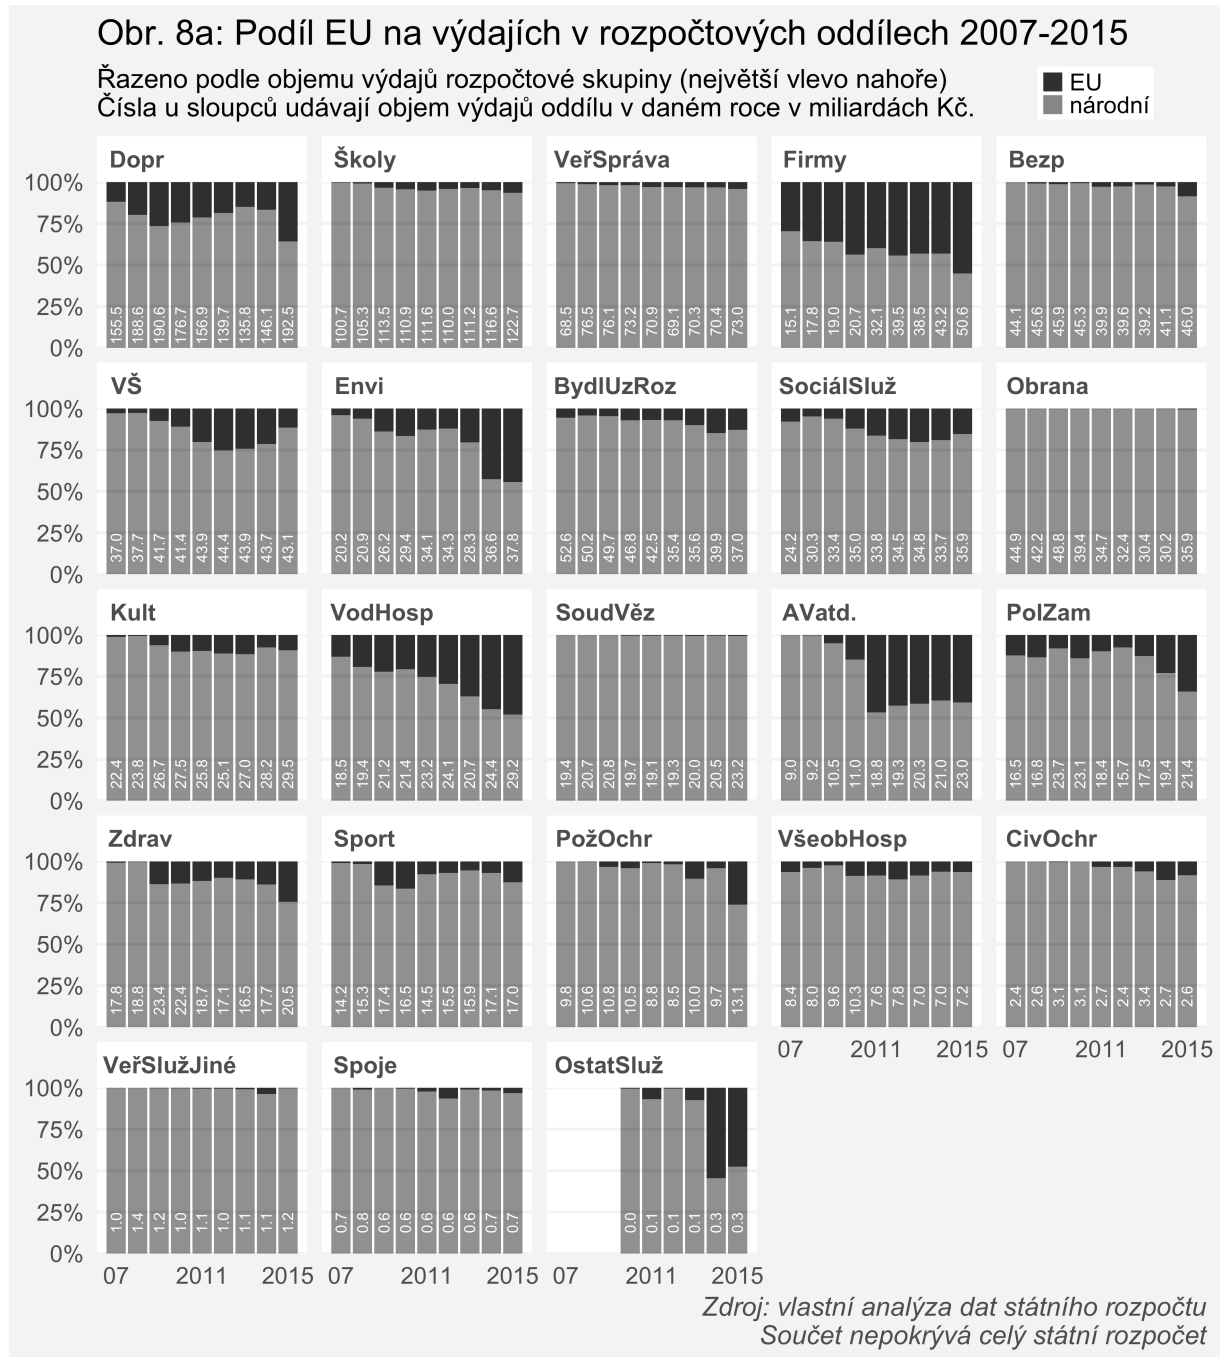 Obr. 8a: Podíl EU na výdajích v rozpočtových oddílech 2007-2015
Řazeno podle objemu výdajů rozpočtové skupiny (největší vlevo nahoře)
Čísla u sloupců udávají objem výdajů oddílu v daném roce v miliardách Kč.
EU
národní
Dopr Školy VeřSpráva Firmy Bezp
100%
75%
50%
25%
0%
155.5 188.6 190.6 176.7 156.9 139.7 135.8 146.1 192.5
100.7 105.3 113.5 110.9 111.6 110.0 111.2 116.6 122.7
68.5 76.5 76.1 73.2 70.9 69.1 70.3 70.4 73.0
15.1 17.8 19.0 20.7 32.1 39.5 38.5 43.2 50.6
44.1 45.6 45.9 45.3 39.9 39.6 39.2 41.1 46.0
VŠ Envi BydlUzRoz SociálSluž Obrana
100%
75%
50%
25%
0%
37.0 37.7 41.7 41.4 43.9 44.4 43.9 43.7 43.1
20.2 20.9 26.2 29.4 34.1 34.3 28.3 36.6 37.8
52.6 50.2 49.7 46.8 42.5 35.4 35.6 39.9 37.0
24.2 30.3 33.4 35.0 33.8 34.5 34.8 33.7 35.9
44.9 42.2 48.8 39.4 34.7 32.4 30.4 30.2 35.9
Kult VodHosp SoudVěz AVatd. PolZam
100%
75%
50%
25%
0%
22.4 23.8 26.7 27.5 25.8 25.1 27.0 28.2 29.5
18.5 19.4 21.2 21.4 23.2 24.1 20.7 24.4 29.2
19.4 20.7 20.8 19.7 19.1 19.3 20.0 20.5 23.2
9.0 9.2 10.5 11.0 18.8 19.3 20.3 21.0 23.0
16.5 16.8 23.7 23.1 18.4 15.7 17.5 19.4 21.4
Zdrav Sport PožOchr VšeobHosp CivOchr
100%
75%
50%
25%
0%
17.8 18.8 23.4 22.4 18.7 17.1 16.5 17.7 20.5
14.2 15.3 17.4 16.5 14.5 15.5 15.9 17.1 17.0
9.8 10.6 10.8 10.5 8.8 8.5 10.0 9.7 13.1
8.4 8.0 9.6 10.3 7.6 7.8 7.0 7.0 7.2
2.4 2.6 3.1 3.1 2.7 2.4 3.4 2.7 2.6
07 2011 2015 07 2011 2015
VeřSlužJiné Spoje OstatSluž
100%
75%
50%
25%
0%
1.0 1.4 1.2 1.0 1.1 1.0 1.1 1.1 1.2
0.7 0.8 0.6 0.6 0.6 0.6 0.6 0.7 0.7
0.0 0.1 0.1 0.1 0.3 0.3
07 2011 2015 07 2011 2015 07 2011 2015
Zdroj: vlastní analýza dat státního rozpočtu
Součet nepokrývá celý státní rozpočet